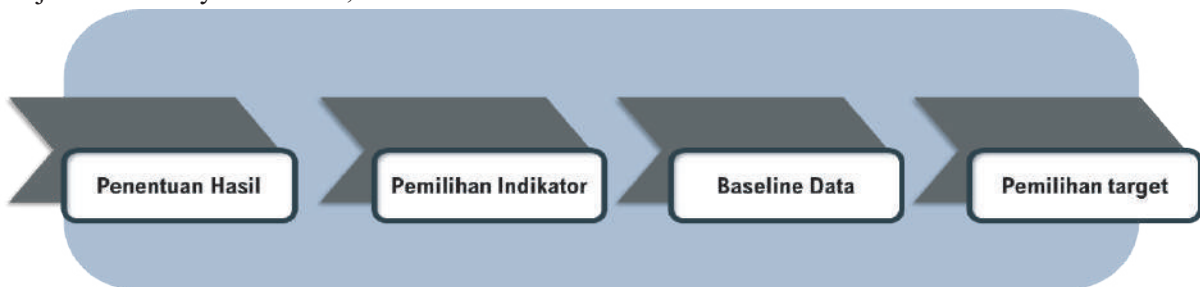 Penentuan Hasil
Pemilihan Indikator
Baseline Data
Pemilihan target